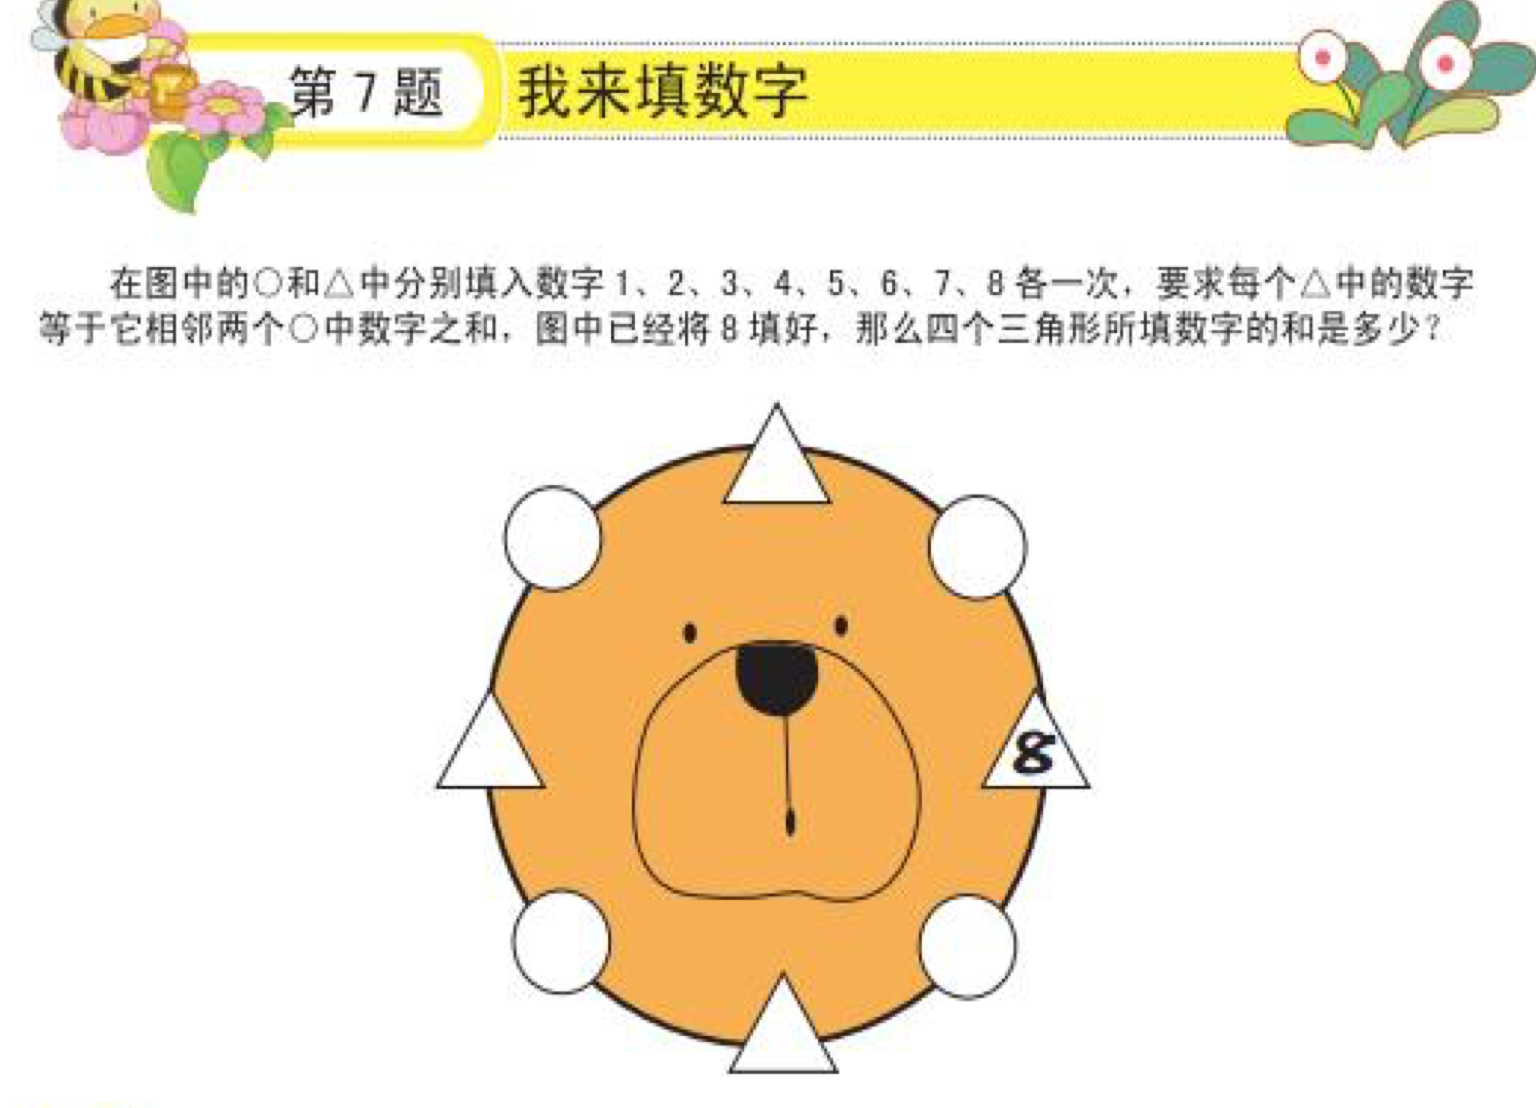 第7题
我来填数字
在图中的○和△中分别填入数字1、2、3、4、5、6、7、8各一次，要求每个△中的数字
等于它相邻两个○中数字之和，图中已经将8填好，那么四个三角形所填数字的和是多少？
8